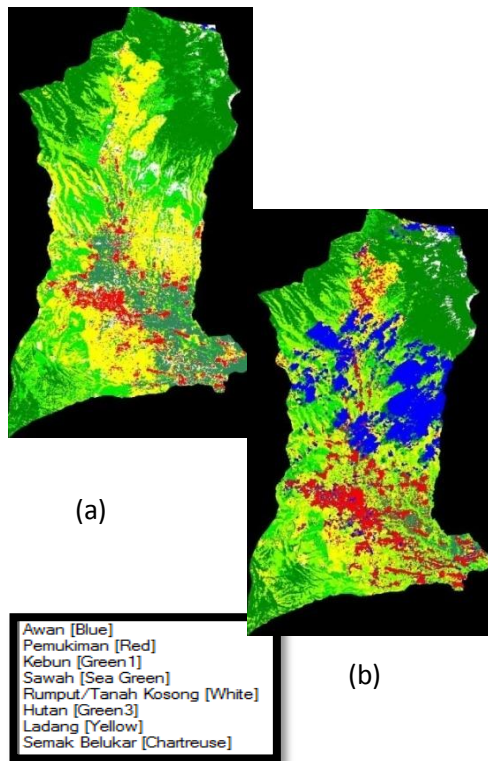 (a)
(b)
Awan [Blue]
Pemukiman [Red]
Kebun [Green1]
Sawah [Sea Green]
Rumput/Tanah Kosong [White]
Hutan [Green3]
Ladang [Yellow]
Semak Belukar [Chartreuse]